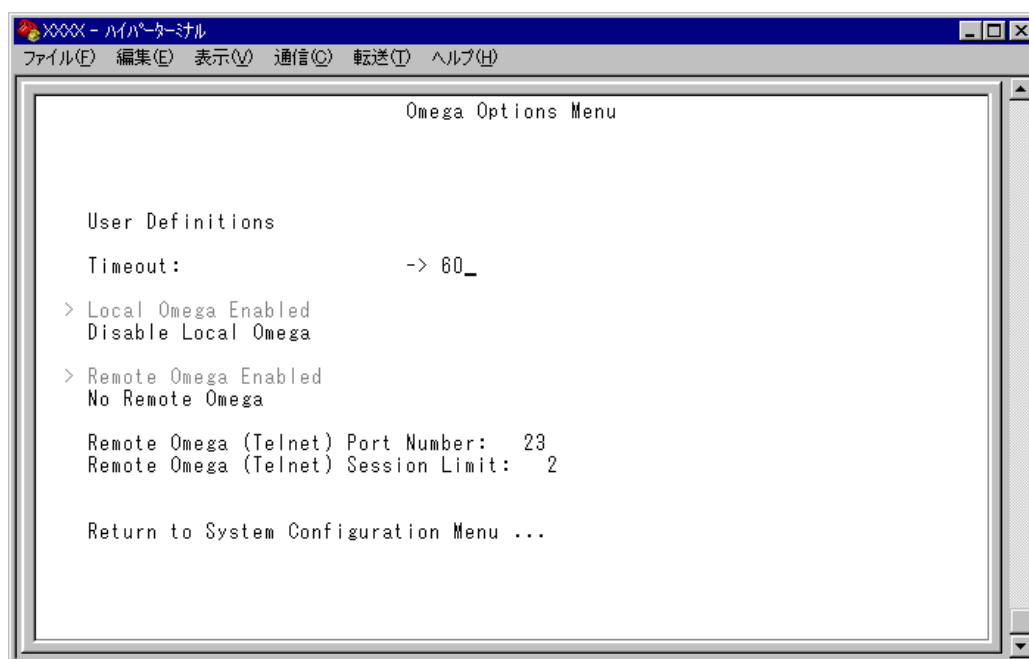 XXXX - ハイパーターミナル
ファイル(F) 編集(E) 表示(V) 通信(C) 転送(T) ヘルプ(H)
Omega Options Menu
User Definitions
Timeout: -> 60_
> Local Omega Enabled
Disable Local Omega
> Remote Omega Enabled
No Remote Omega
Remote Omega (Telnet) Port Number: 23
Remote Omega (Telnet) Session Limit: 2
Return to System Configuration Menu ...